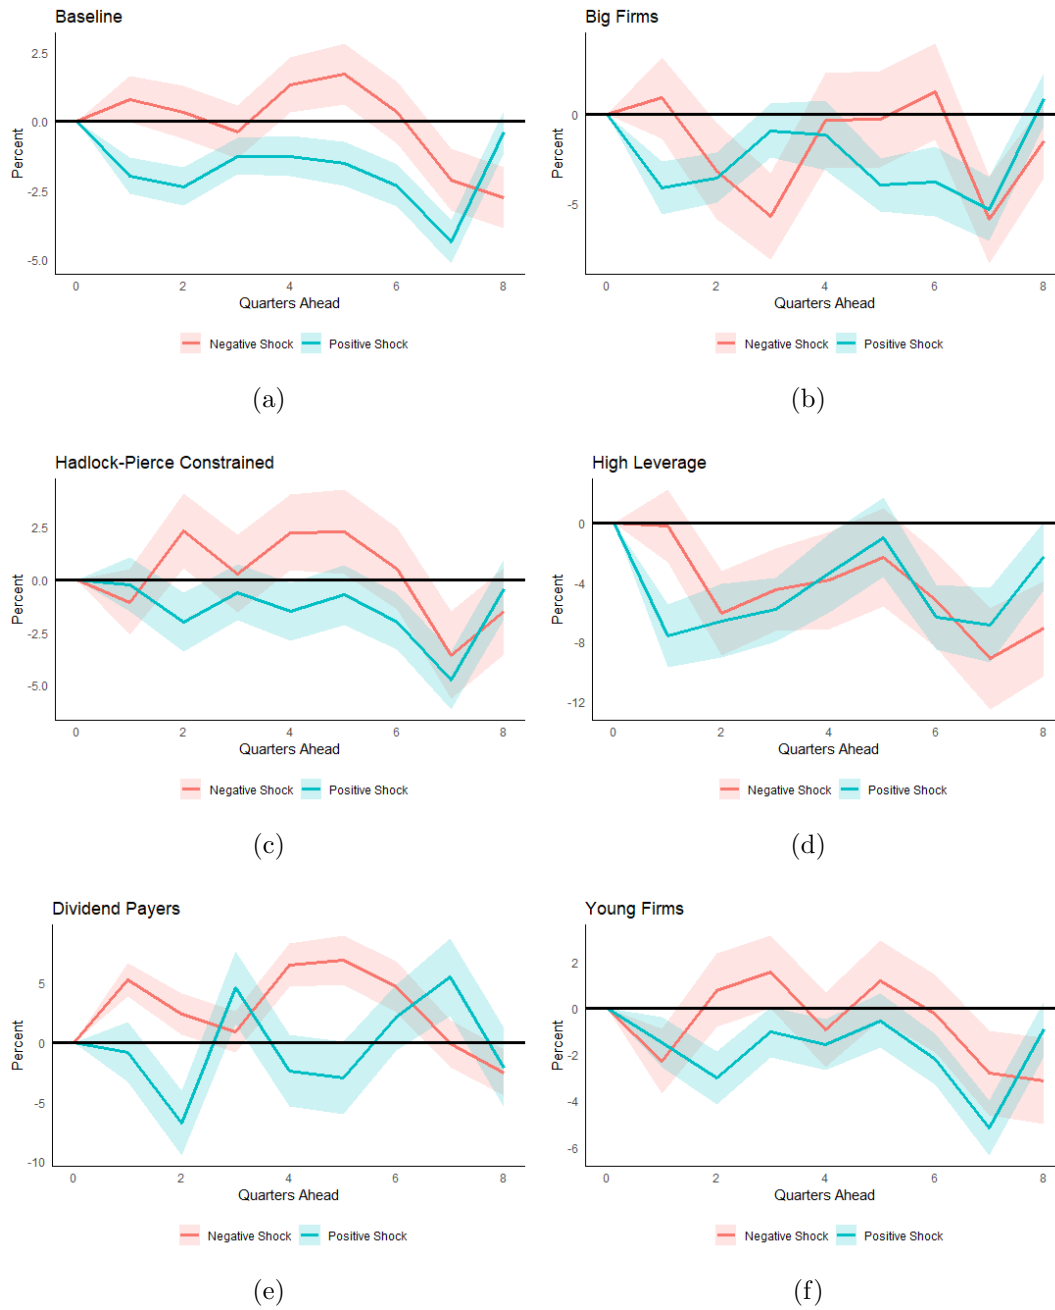 Baseline
2.5
0.0
-2.5
-5.0
Percent
0 2 4 6 8
Quarters Ahead
Negative Shock Positive Shock
(a)
Big Firms
0
-5
Percent
0 2 4 6 8
Quarters Ahead
Negative Shock Positive Shock
(b)
Hadlock-Pierce Constrained
2.5
0.0
-2.5
-5.0
Percent
0 2 4 6 8
Quarters Ahead
Negative Shock Positive Shock
(c)
High Leverage
0
-4
-8
-12
Percent
0 2 4 6 8
Quarters Ahead
Negative Shock Positive Shock
(d)
Dividend Payers
5
0
-5
-10
Percent
0 2 4 6 8
Quarters Ahead
Negative Shock Positive Shock
(e)
Young Firms
2
0
-2
-4
-6
Percent
0 2 4 6 8
Quarters Ahead
Negative Shock Positive Shock
(f)